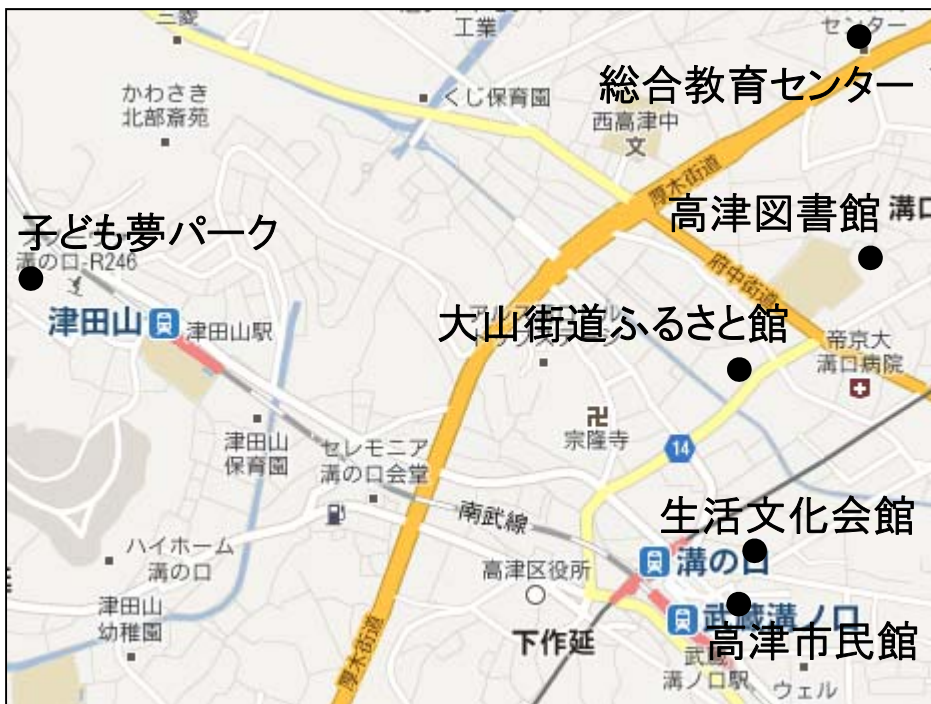 三菱
工業
センター
総合教育センター
かわさき
北部斎苑
くじ保育園
西高津中
文
厚木街道
高津図書館
溝口
子ども夢パーク
溝の口-R246
府中街道
津田山
津田山駅
大山街道ふるさと館
帝京大
溝口病院
卍
宗隆寺
14
津田山
保育園
セレモニア
溝の口会堂
南武線
生活文化会館
溝の口
ハイホーム
溝の口
高津区役所
津田山
幼稚園
武蔵溝ノ口
高津市民館
下作延
武蔵
溝ノ口駅
ウェル
厚木街道